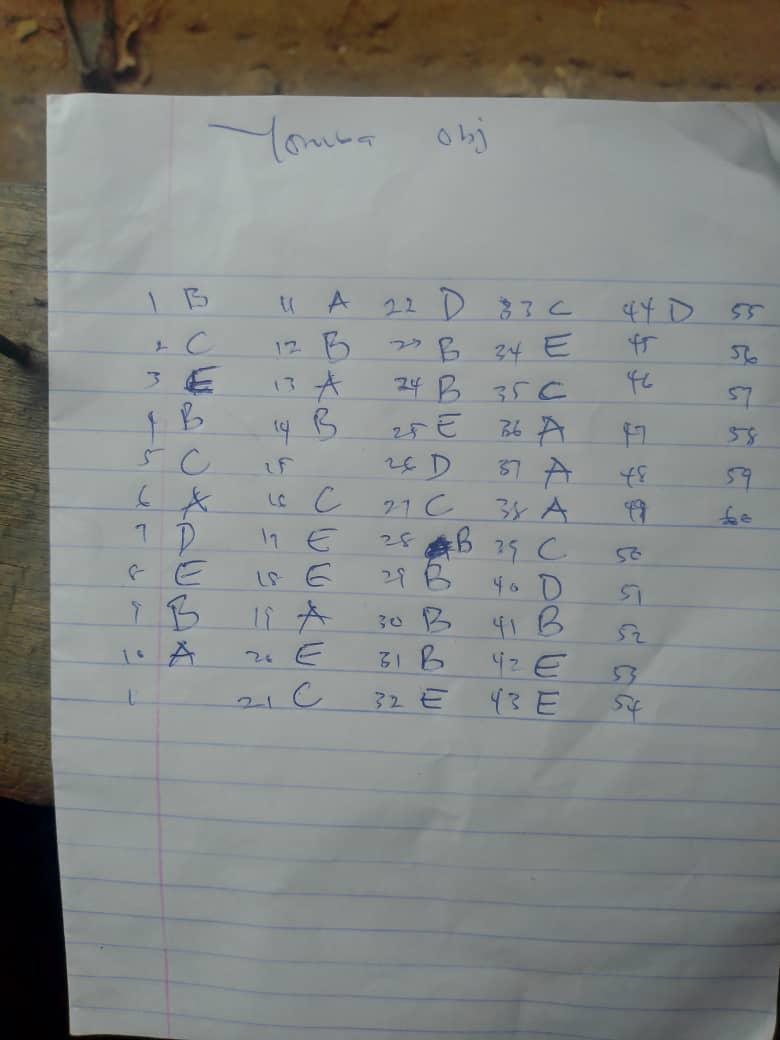 Yoruba obj
1 B 11 A 22 D 33 C 44 D 55
2 C 12 B 23 B 34 E 45 56
3 E 13 A 24 B 35 C 46 57
4 B 14 B 25 E 36 A 47 58
5 C 15 26 D 37 A 48 59
6 A 16 C 27 C 38 A 49 60
7 D 17 E 28 B 39 C 50
8 E 18 E 29 B 40 D 51
9 B 19 A 30 B 41 B 52
10 A 20 E 31 B 42 E 53
1 21 C 32 E 43 E 54